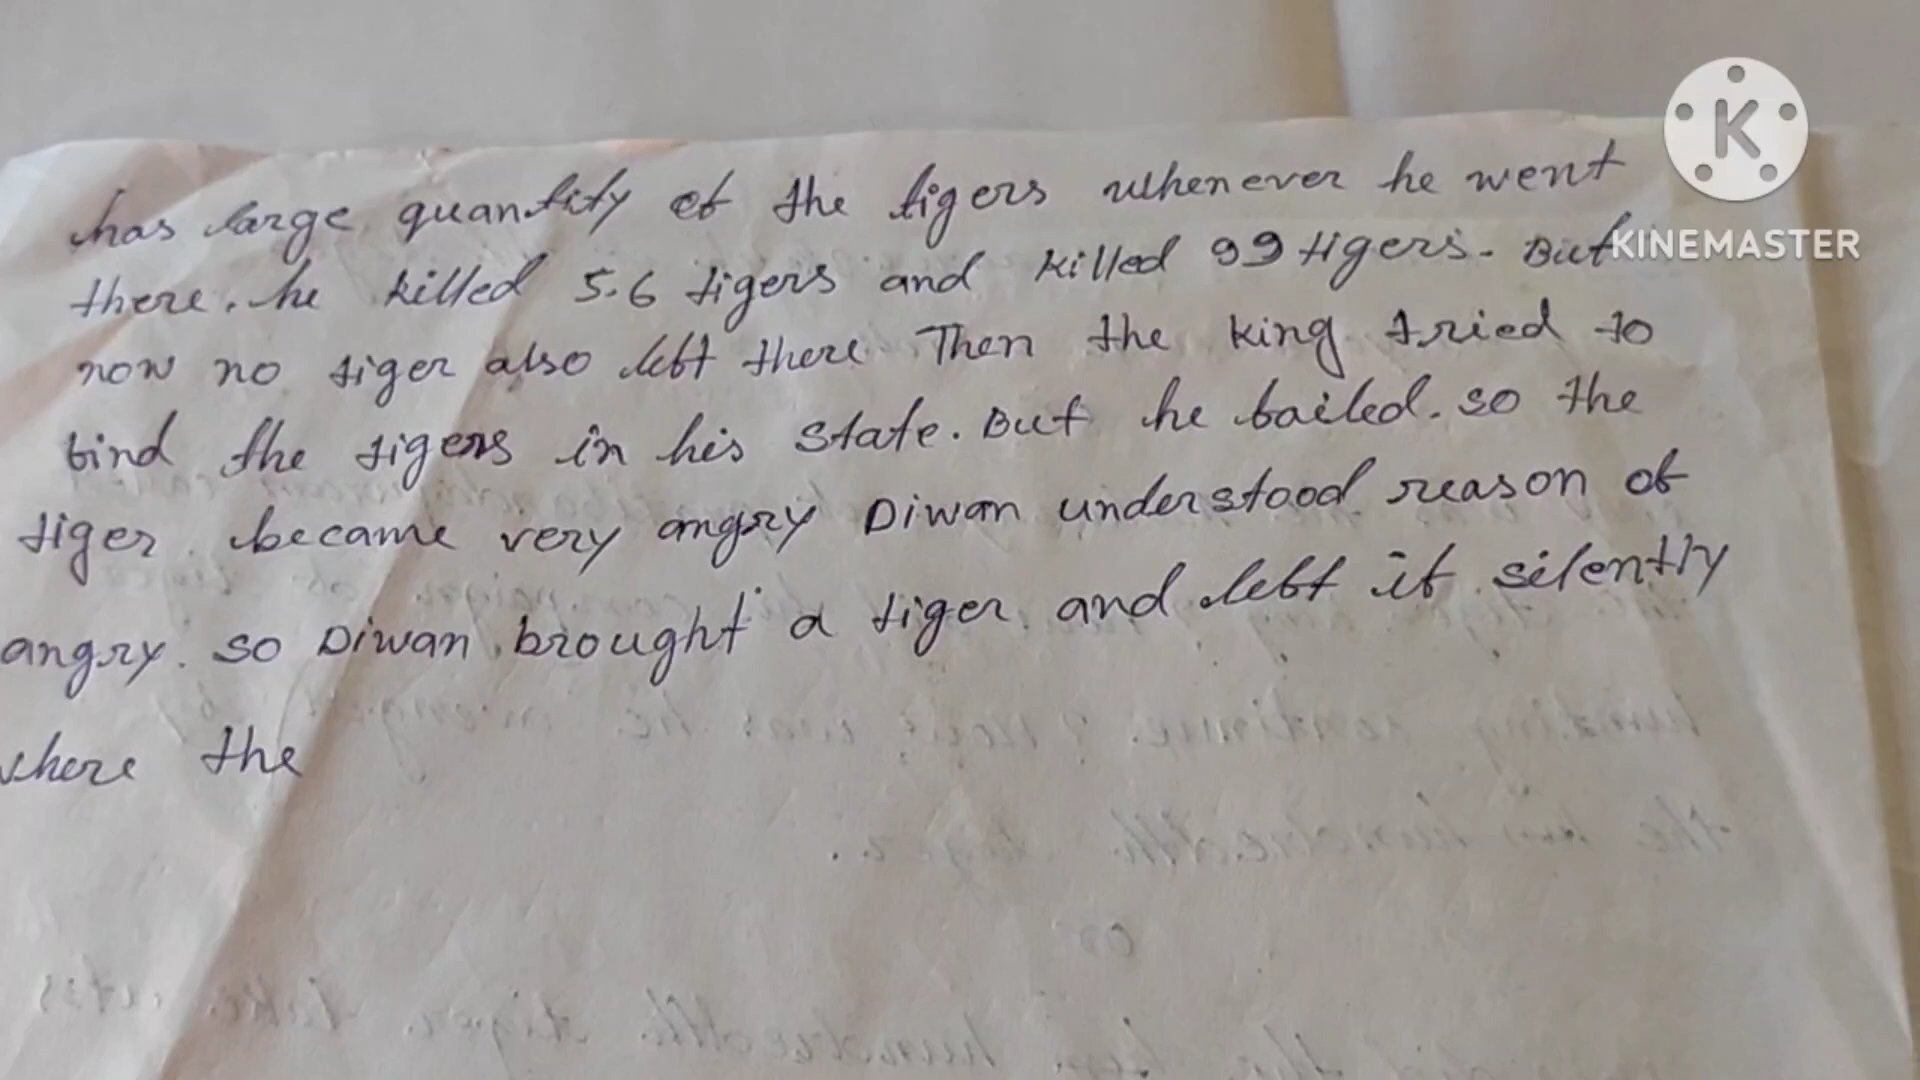 has large quantity of the tigers whenever he went
there. he killed 5.6 tigers and killed 99 tigers. But
now no tiger also left there Then the king tried to
find the tigers in his state. But he failed. so the
tiger became very angry Diwan understood reason of
angry. so Diwan brought a tiger and left it silently
where the
K
KINEMASTER